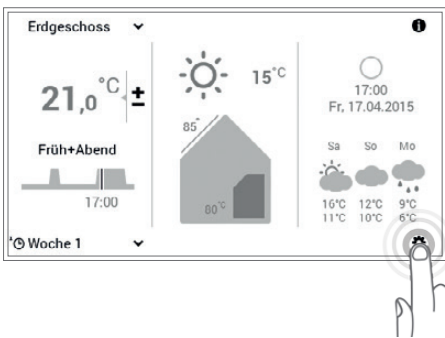 Erdgeschoss
21,0 °C ±
Früh+Abend
17:00
Woche 1
15°C
85°
80°C
17:00
Fr, 17.04.2015
Sa So Mo
16°C 12°C 9°C
11°C 10°C 6°C